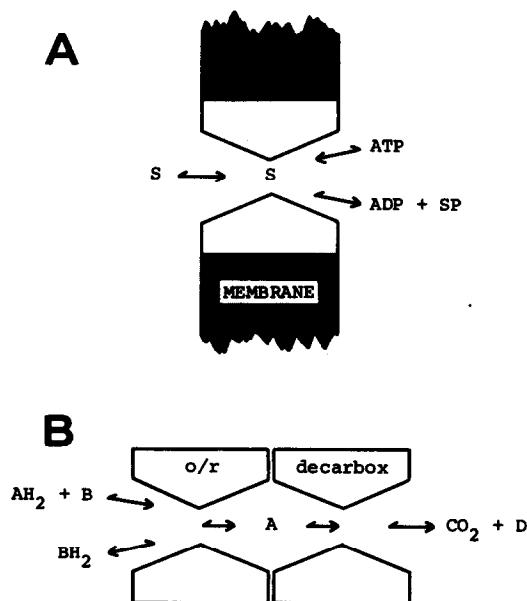 A
ATP
S ↔ S
ADP + SP
MEMBRANE
B
o/r decarbox
AH₂ + B
↔ A ↔ ↔ CO₂ + D
BH₂